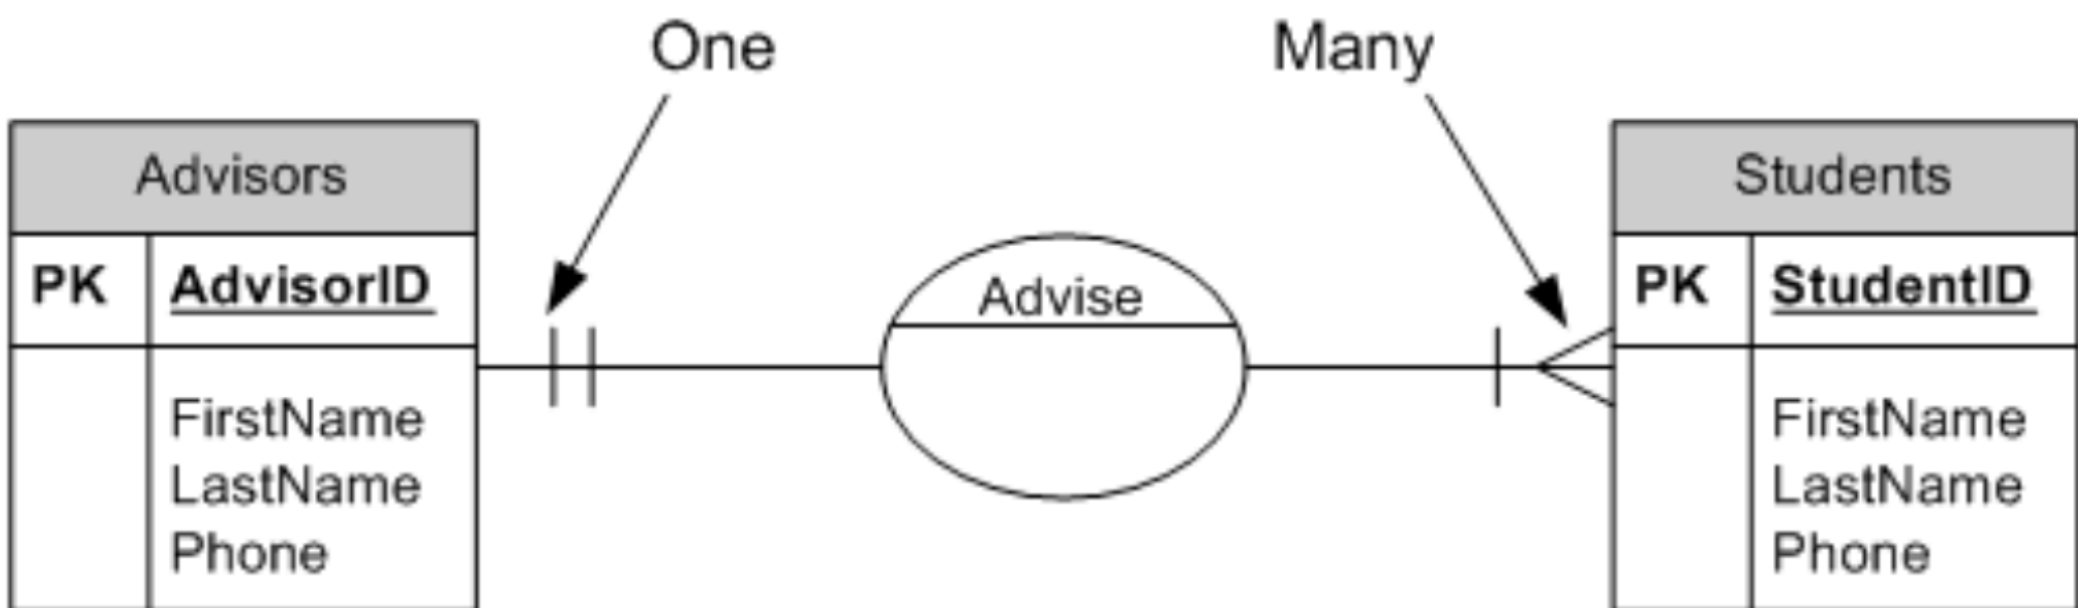 One
Many
Advisors
PK AdvisorID
FirstName
LastName
Phone
Advise
Students
PK StudentID
FirstName
LastName
Phone